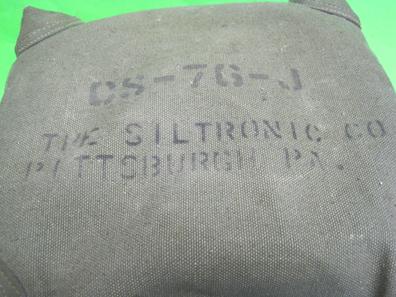 CS-76-J
THE SILTRONIC CO
PITTSBURGH PA.